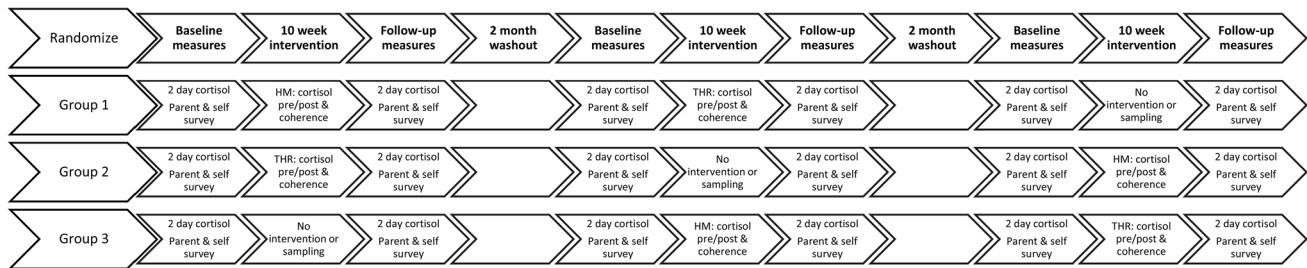 Randomize
Baseline
measures
10 week
intervention
Follow-up
measures
2 month
washout
Baseline
measures
10 week
intervention
Follow-up
measures
2 month
washout
Baseline
measures
10 week
intervention
Follow-up
measures
Group 1
2 day cortisol
Parent & self
survey
HM: cortisol
pre/post &
coherence
2 day cortisol
Parent & self
survey
2 day cortisol
Parent & self
survey
THR: cortisol
pre/post &
coherence
2 day cortisol
Parent & self
survey
2 day cortisol
Parent & self
survey
No
intervention or
sampling
2 day cortisol
Parent & self
survey
Group 2
2 day cortisol
Parent & self
survey
THR: cortisol
pre/post &
coherence
2 day cortisol
Parent & self
survey
2 day cortisol
Parent & self
survey
No
intervention or
sampling
2 day cortisol
Parent & self
survey
2 day cortisol
Parent & self
survey
HM: cortisol
pre/post &
coherence
2 day cortisol
Parent & self
survey
Group 3
2 day cortisol
Parent & self
survey
No
intervention or
sampling
2 day cortisol
Parent & self
survey
2 day cortisol
Parent & self
survey
HM: cortisol
pre/post &
coherence
2 day cortisol
Parent & self
survey
2 day cortisol
Parent & self
survey
THR: cortisol
pre/post &
coherence
2 day cortisol
Parent & self
survey